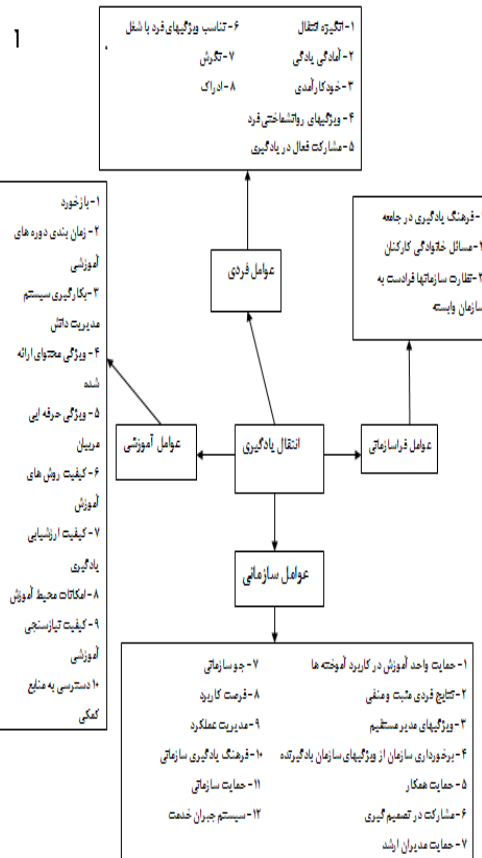 1
۱- انگیزه انتقال
۲- آمادگی یادگی
۳- خودکارآمدی
۴- ویژگیهای روانشناختی فرد
۵- مشارکت فعال در یادگیری
۶- تناسب ویژگیهای فرد با شغل
۷- نگرش
۸- ادراک
عوامل فردی
۱- فرهنگ یادگیری در جامعه
۲- مسائل خانوادگی کارکنان
۳- نظارت سازمانها فرادست به
سازمان وابسته
عوامل فراسازمانی
انتقال یادگیری
عوامل آموزشی
۱- بازخورد
۲- زمان بندی دوره های
آموزشی
۳- بکارگیری سیستم
مدیریت دانش
۴- ویژگی محتوای ارائه
شده
۵- ویژگی حرفه ایی
مربیان
۶- کیفیت روش های
آموزش
۷- کیفیت ارزشیابی
یادگیری
۸- امکانات محیط آموزش
۹- کیفیت نیازسنجی
آموزشی
۱۰ دسترسی به منابع
کمکی
عوامل سازمانی
۱- حمایت واحد آموزش در کاربرد آموخته ها
۲- نتایج فردی مثبت و منفی
۳- ویژگیهای مدیر مستقیم
۴- برخورداری سازمان از ویژگیهای سازمان یادگیرنده
۵- حمایت همکار
۶- مشارکت در تصمیم گیری
۷- حمایت مدیران ارشد
۷- جو سازمانی
۸- فرصت کاربرد
۹- مدیریت عملکرد
۱۰- فرهنگ یادگیری سازمانی
۱۱- حمایت سازمانی
۱۲- سیستم جبران خدمت